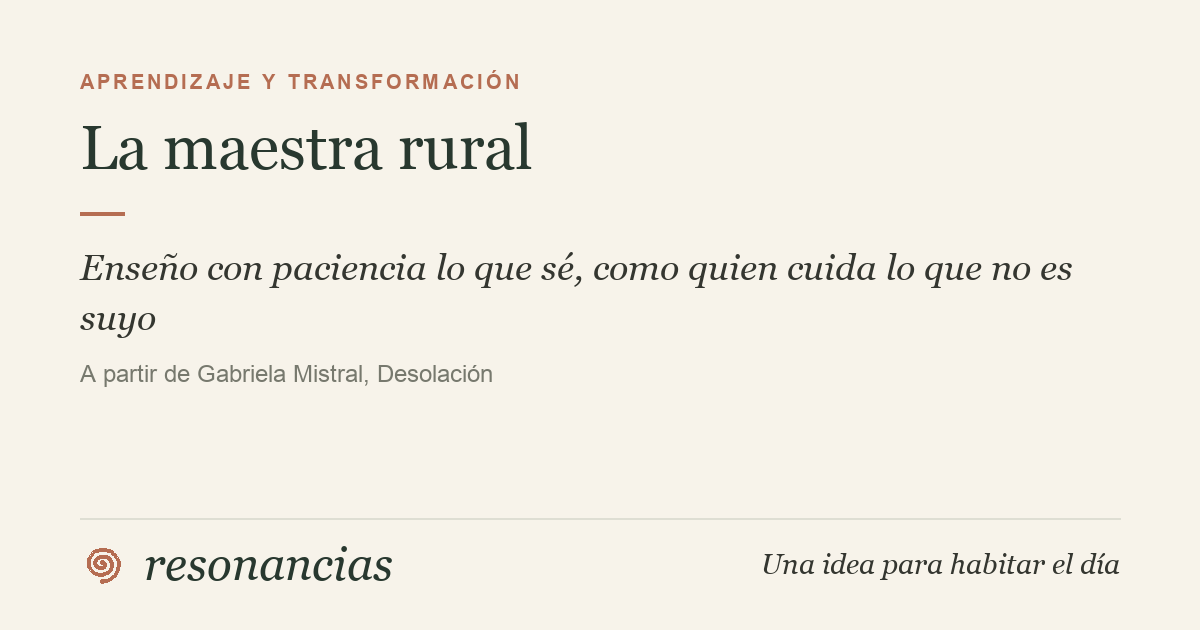 APRENDIZAJE Y TRANSFORMACIÓN
La maestra rural
Enseño con paciencia lo que sé, como quien cuida lo que no es
suyo
A partir de Gabriela Mistral, Desolación
resonancias
Una idea para habitar el día